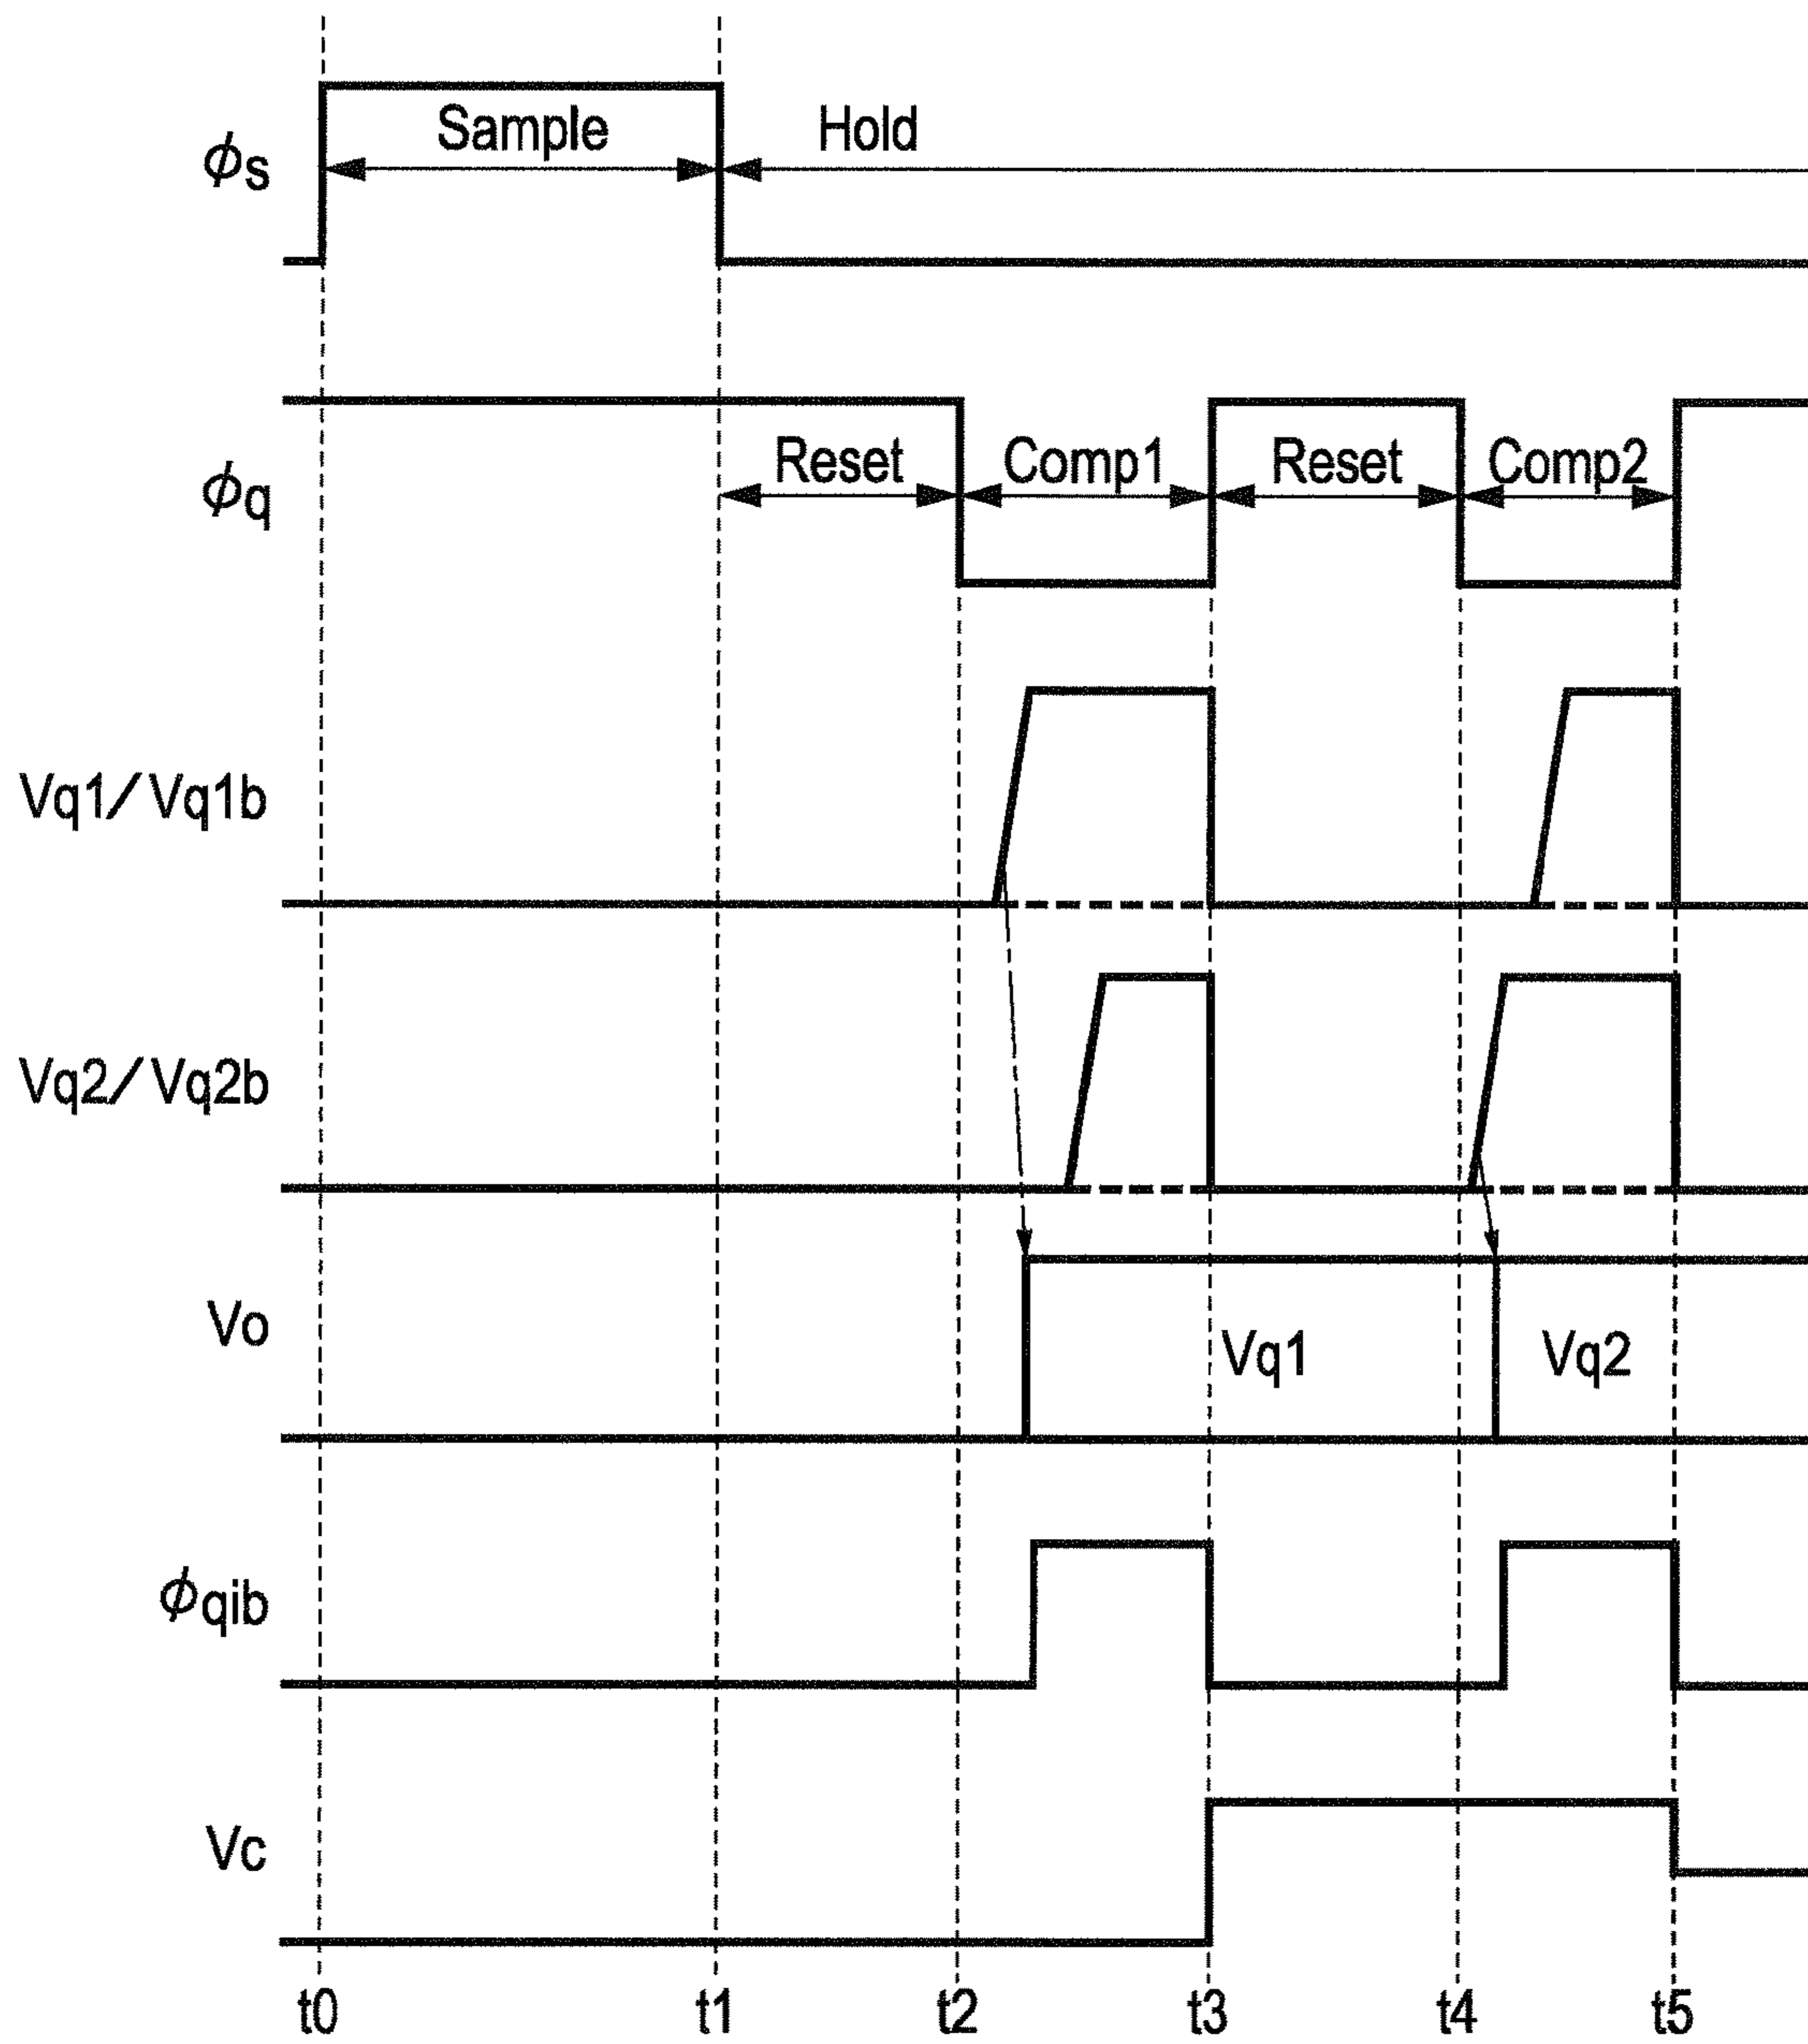 Sample Hold
ϕs
Reset Comp1 Reset Comp2
ϕq
Vq1/Vq1b
Vq2/Vq2b
Vo
Vq1 Vq2
ϕqib
Vc
t0 t1 t2 t3 t4 t5